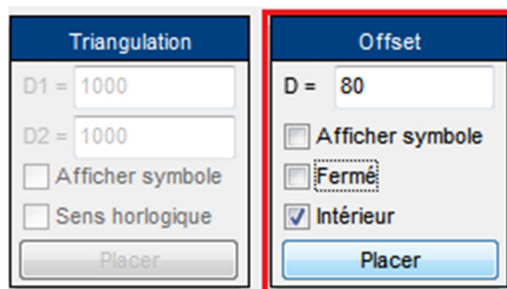 Triangulation
D1 = 1000
D2 = 1000
Afficher symbole
Sens horlogique
Placer
Offset
D = 80
Afficher symbole
Fermé
Intérieur
Placer